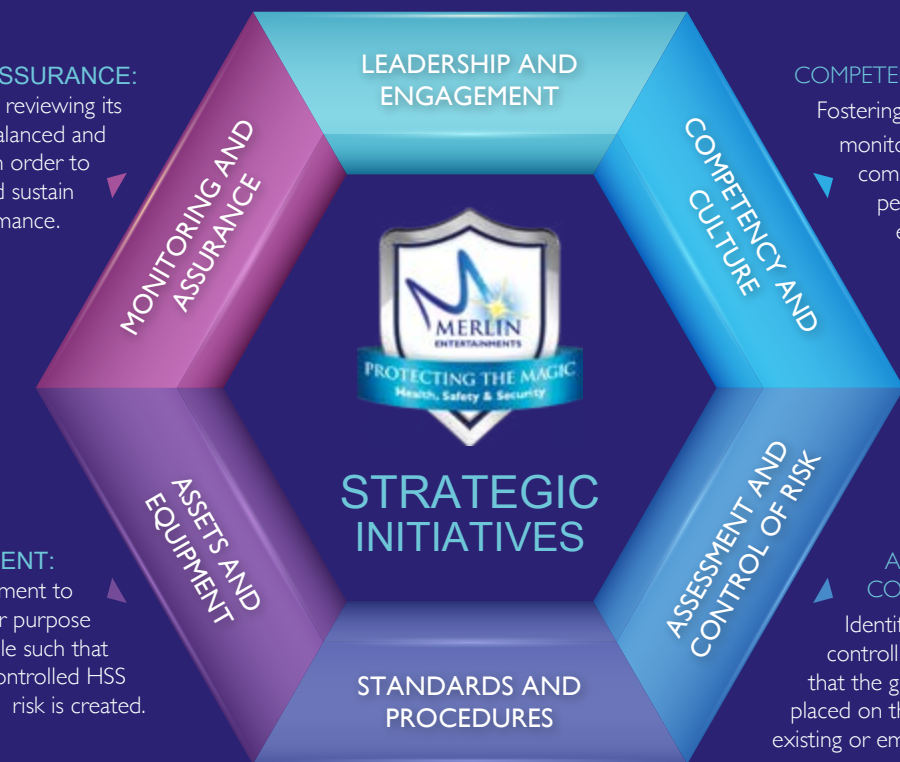 LEADERSHIP AND
ENGAGEMENT
SSURANCE:
reviewing its
alanced and
order to
sustain
mance.
MONITORING AND
ASSURANCE
COMPETENCY AND
CULTURE
COMPETE
Fostering
monito
com
pe
MERLIN
ENTERTAINMENTS
PROTECTING THE MAGIC
Health, Safety & Security
STRATEGIC
INITIATIVES
ASSETS AND
EQUIPMENT
ASSESSMENT AND
CONTROL OF RISK
ENT:
ment to
r purpose
le such that
ontrolled HSS
risk is created.
STANDARDS AND
PROCEDURES
A
CO
Identif
controll
that the g
placed on th
existing or em